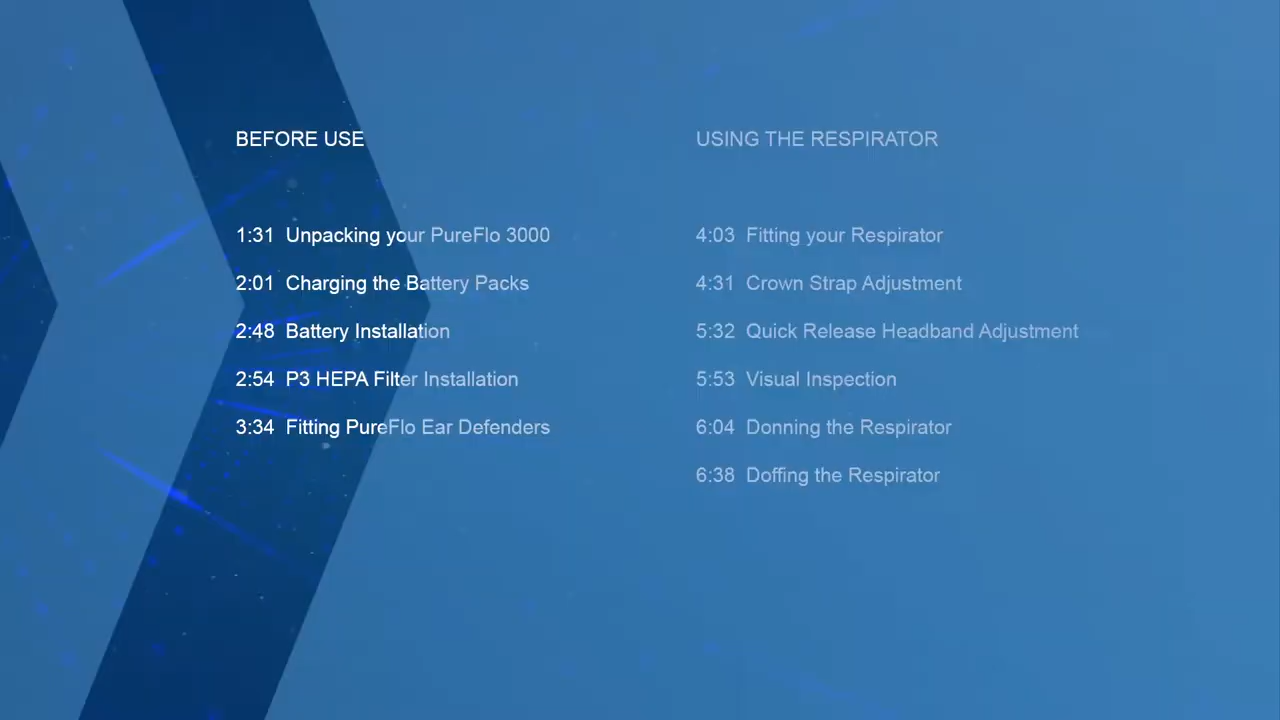 BEFORE USE
1:31 Unpacking your PureFlo 3000
2:01 Charging the Battery Packs
2:48 Battery Installation
2:54 P3 HEPA Filter Installation
3:34 Fitting PureFlo Ear Defenders
USING THE RESPIRATOR
4:03 Fitting your Respirator
4:31 Crown Strap Adjustment
5:32 Quick Release Headband Adjustment
5:53 Visual Inspection
6:04 Donning the Respirator
6:38 Doffing the Respirator